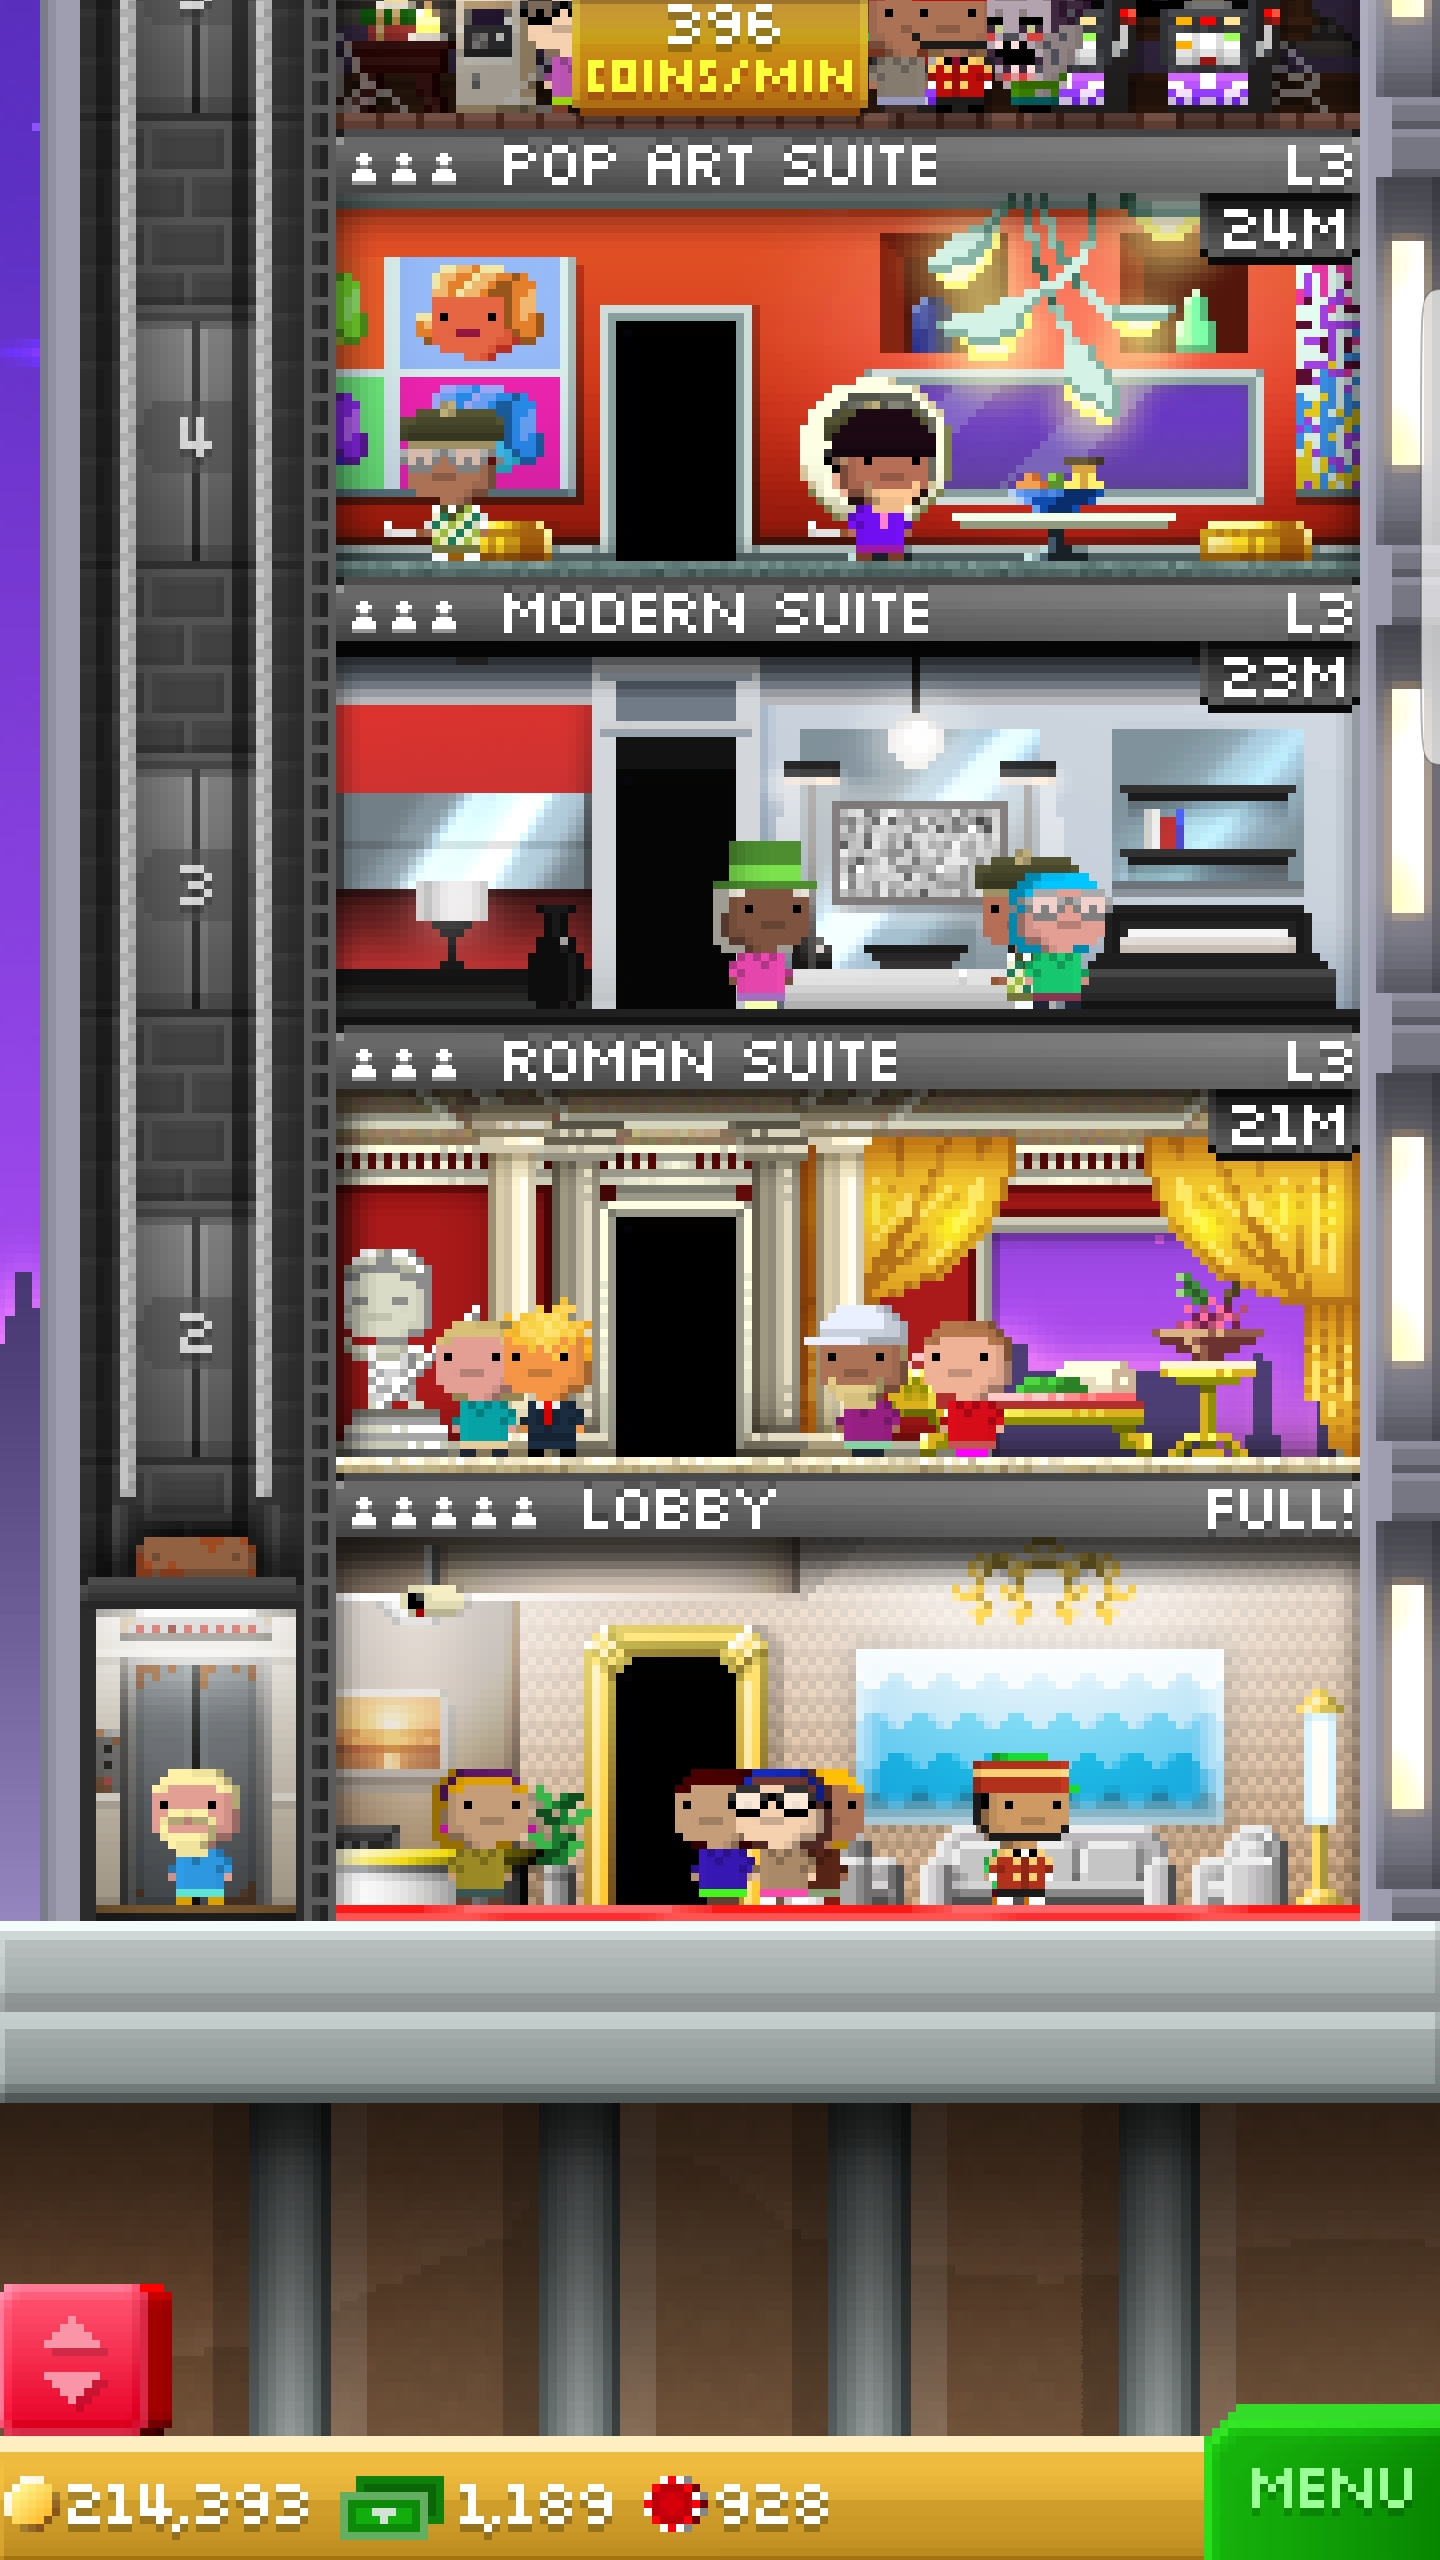 396
COINS/MIN
POP ART SUITE L3
24M
4
MODERN SUITE L3
23M
3
ROMAN SUITE L3
21M
2
LOBBY FULL!
214,393 1,189 928
MENU